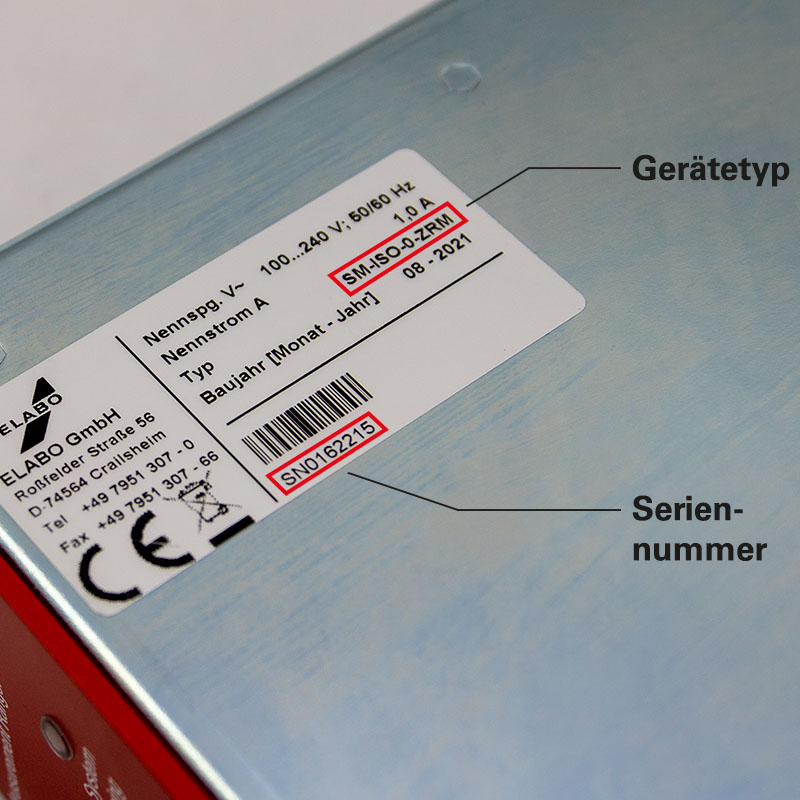 Gerätetyp
Nennspg. V~ 100...240 V; 50/60 Hz
Nennstrom A 1,0 A
Typ SM-ISO-0-ZRM
Baujahr [Monat - Jahr] 08 - 2021
SN0162215
ELABO
ELABO GmbH
Roßfelder Straße 56
D-74564 Crailsheim
Tel +49 7951 307 - 0
Fax +49 7951 307 - 66
CE
Serien-
nummer